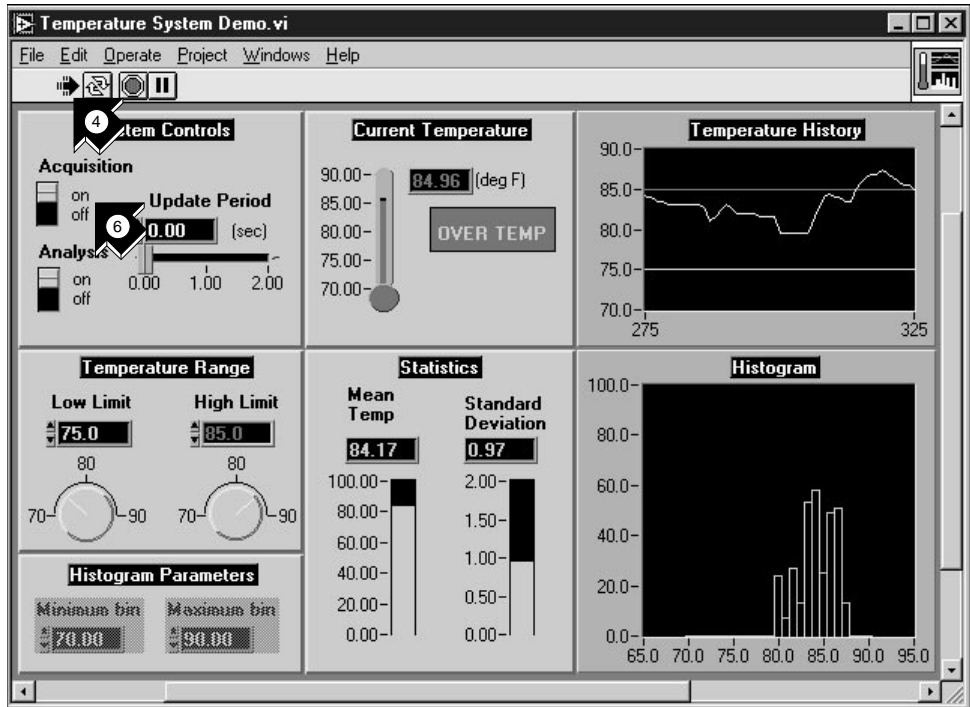 Temperature System Demo.vi
File Edit Operate Project Windows Help
4
tem Controls
Acquisition
on
off
Update Period
6
0.00 (sec)
Analysis
on
off
0.00 1.00 2.00
Current Temperature
90.00
85.00
80.00
75.00
70.00
84.96 (deg F)
OVER TEMP
Temperature History
90.0
85.0
80.0
75.0
70.0
275 325
Temperature Range
Low Limit High Limit
75.0 85.0
80 80
70 90 70 90
Histogram Parameters
Minimum bin Maximum bin
70.00 90.00
Statistics
Mean Temp
84.17
100.00
80.00
60.00
40.00
20.00
0.00
Standard Deviation
0.97
2.00
1.50
1.00
0.50
0.00
Histogram
100.0
80.0
60.0
40.0
20.0
0.0
65.0 70.0 75.0 80.0 85.0 90.0 95.0